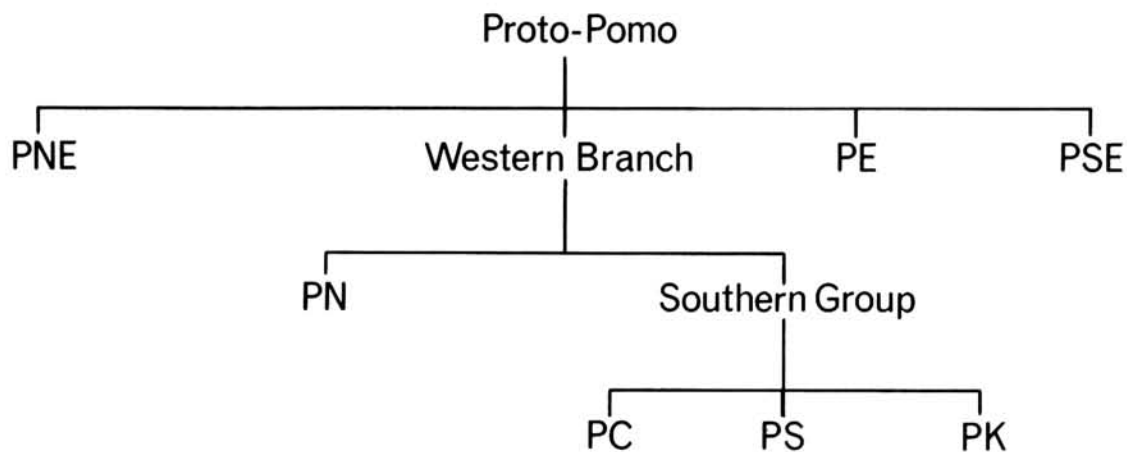 Proto-Pomo
PNE Western Branch PE PSE
PN Southern Group
PC PS PK